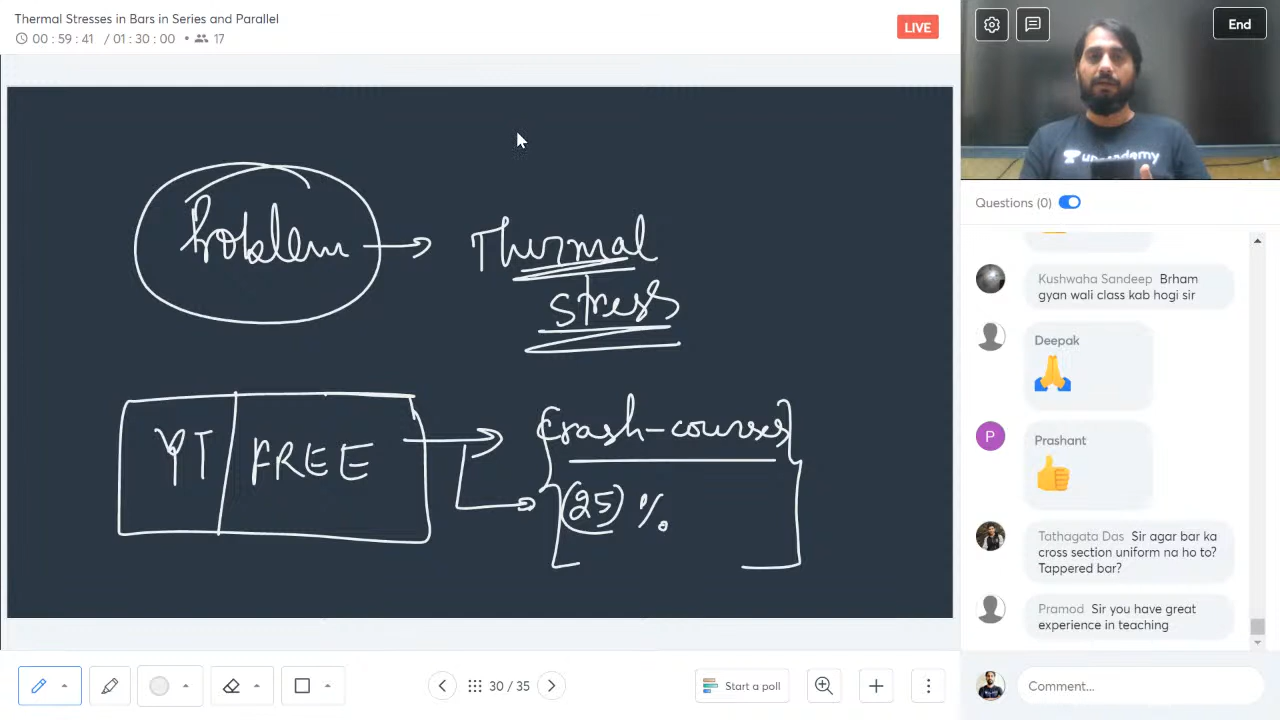 Thermal Stresses in Bars in Series and Parallel
00 : 59 : 41 / 01 : 30 : 00 • 17
LIVE
End
unacademy
Questions (0)
Problem → Thermal
stress
YT FREE → Crash-courses
(25) %
Kushwaha Sandeep Brham
gyan wali class kab hogi sir
Deepak
P
Prashant
Tathagata Das Sir agar bar ka
cross section uniform na ho to?
Tappered bar?
Pramod Sir you have great
experience in teaching
30 / 35
Start a poll
Comment...